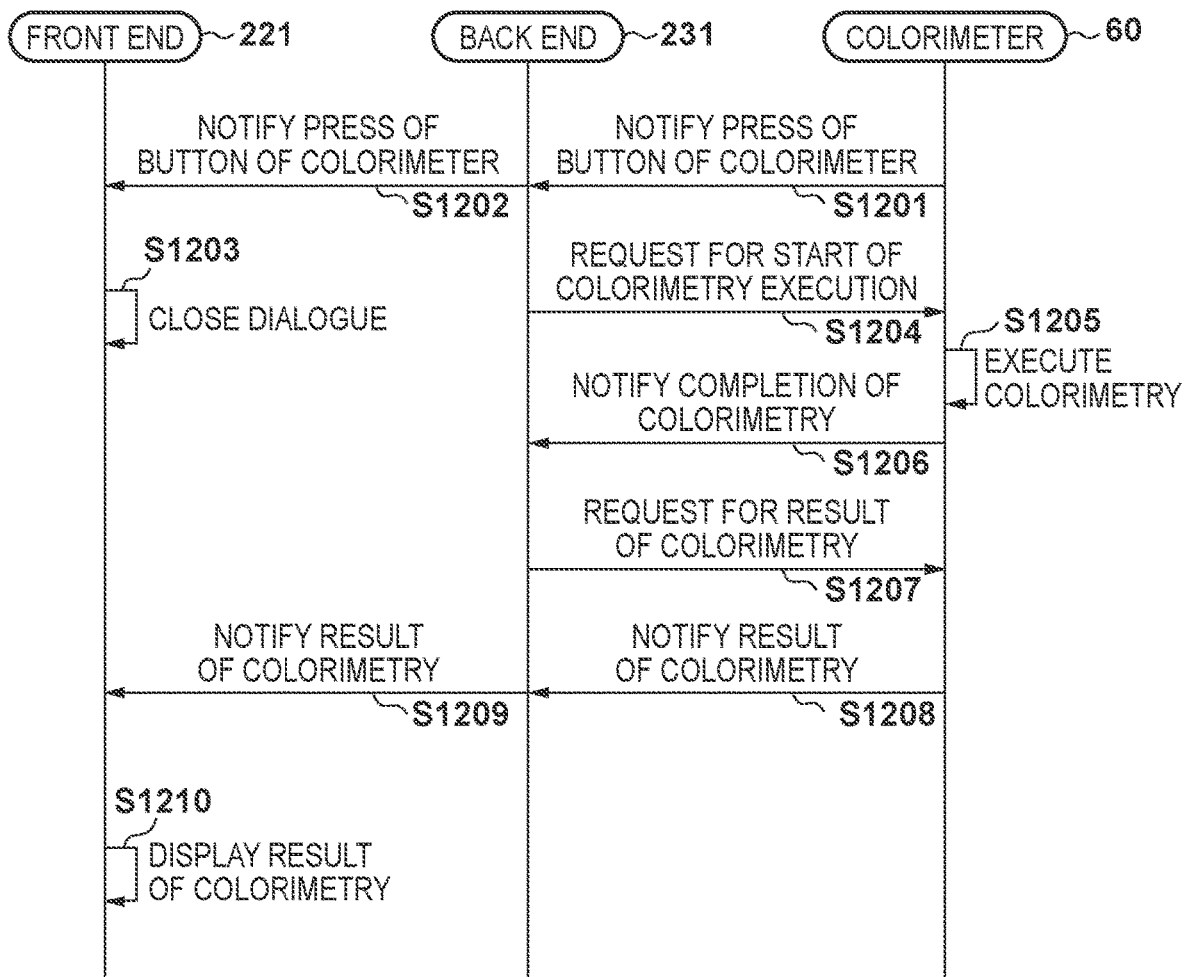 FRONT END 221
BACK END 231
COLORIMETER 60
NOTIFY PRESS OF
BUTTON OF COLORIMETER
S1202
NOTIFY PRESS OF
BUTTON OF COLORIMETER
S1201
S1203
CLOSE DIALOGUE
REQUEST FOR START OF
COLORIMETRY EXECUTION
S1204
S1205
EXECUTE
COLORIMETRY
NOTIFY COMPLETION OF
COLORIMETRY
S1206
REQUEST FOR RESULT
OF COLORIMETRY
S1207
NOTIFY RESULT
OF COLORIMETRY
S1209
NOTIFY RESULT
OF COLORIMETRY
S1208
S1210
DISPLAY RESULT
OF COLORIMETRY